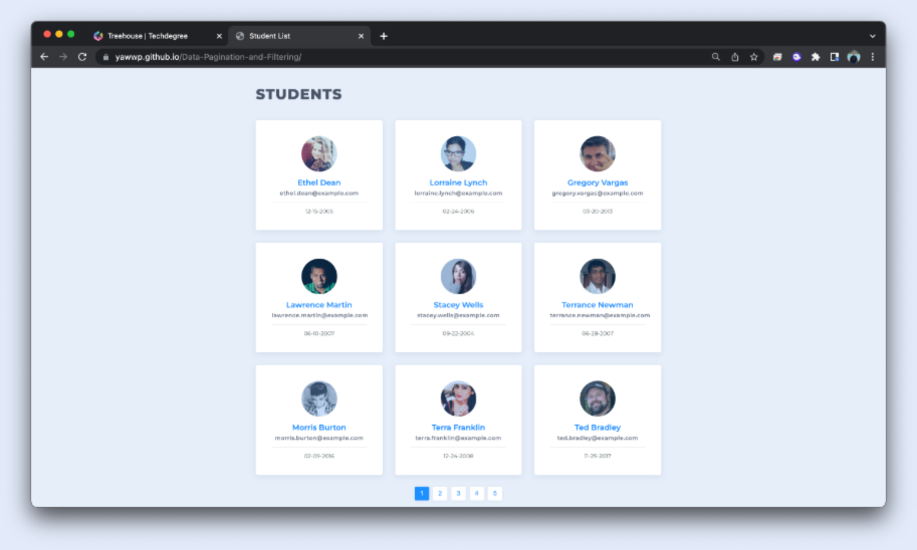 Treehouse | Techdegree
Student List
yawwp.github.io/Data-Pagination-and-Filtering/
STUDENTS
Ethel Dean
ethel.dean@example.com
12-15-2005
Lorraine Lynch
lorraine.lynch@example.com
02-24-2006
Gregory Vargas
gregory.vargas@example.com
03-20-2013
Lawrence Martin
lawrence.martin@example.com
06-10-2007
Stacey Wells
stacey.wells@example.com
09-22-2004
Terrance Newman
terrance.newman@example.com
06-28-2007
Morris Burton
morris.burton@example.com
02-09-2016
Terra Franklin
terra.franklin@example.com
12-24-2008
Ted Bradley
ted.bradley@example.com
11-25-2017
1 2 3 4 5